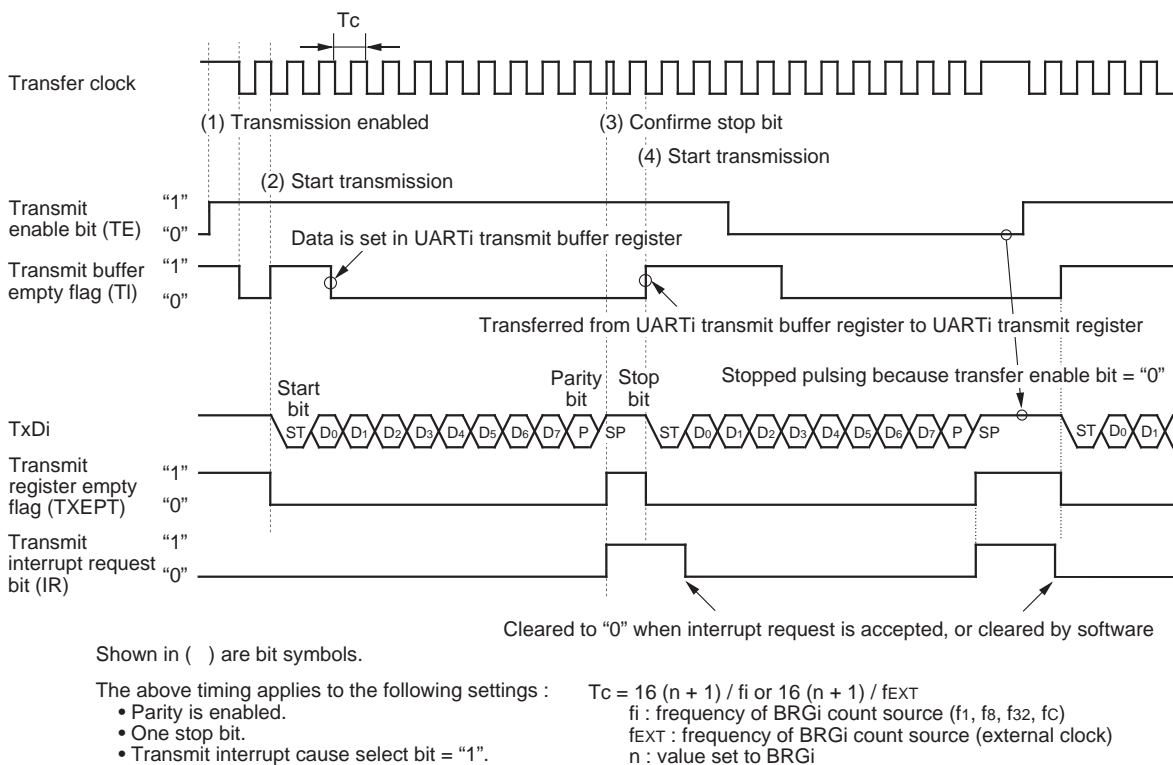 Tc
Transfer clock
(1) Transmission enabled
(3) Confirme stop bit
(4) Start transmission
(2) Start transmission
Transmit
enable bit (TE)
“1”
“0”
Data is set in UARTi transmit buffer register
Transmit buffer
empty flag (TI)
“1”
“0”
Transferred from UARTi transmit buffer register to UARTi transmit register
Start
bit
Parity
bit
Stop
bit
Stopped pulsing because transfer enable bit = “0”
TxDi
ST D0 D1 D2 D3 D4 D5 D6 D7 P SP ST D0 D1 D2 D3 D4 D5 D6 D7 P SP ST D0 D1
Transmit
register empty
flag (TXEPT)
“1”
“0”
Transmit
interrupt request
bit (IR)
“1”
“0”
Cleared to “0” when interrupt request is accepted, or cleared by software
Shown in ( ) are bit symbols.
The above timing applies to the following settings :
• Parity is enabled.
• One stop bit.
• Transmit interrupt cause select bit = “1”.
Tc = 16 (n + 1) / fi or 16 (n + 1) / fEXT
fi : frequency of BRGi count source (f1, f8, f32, fC)
fEXT : frequency of BRGi count source (external clock)
n : value set to BRGi